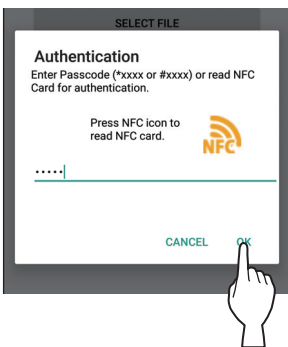 SELECT FILE
Authentication
Enter Passcode (*xxxx or #xxxx) or read NFC
Card for authentication.
Press NFC icon to
read NFC card.
NFC
•••••
CANCEL OK